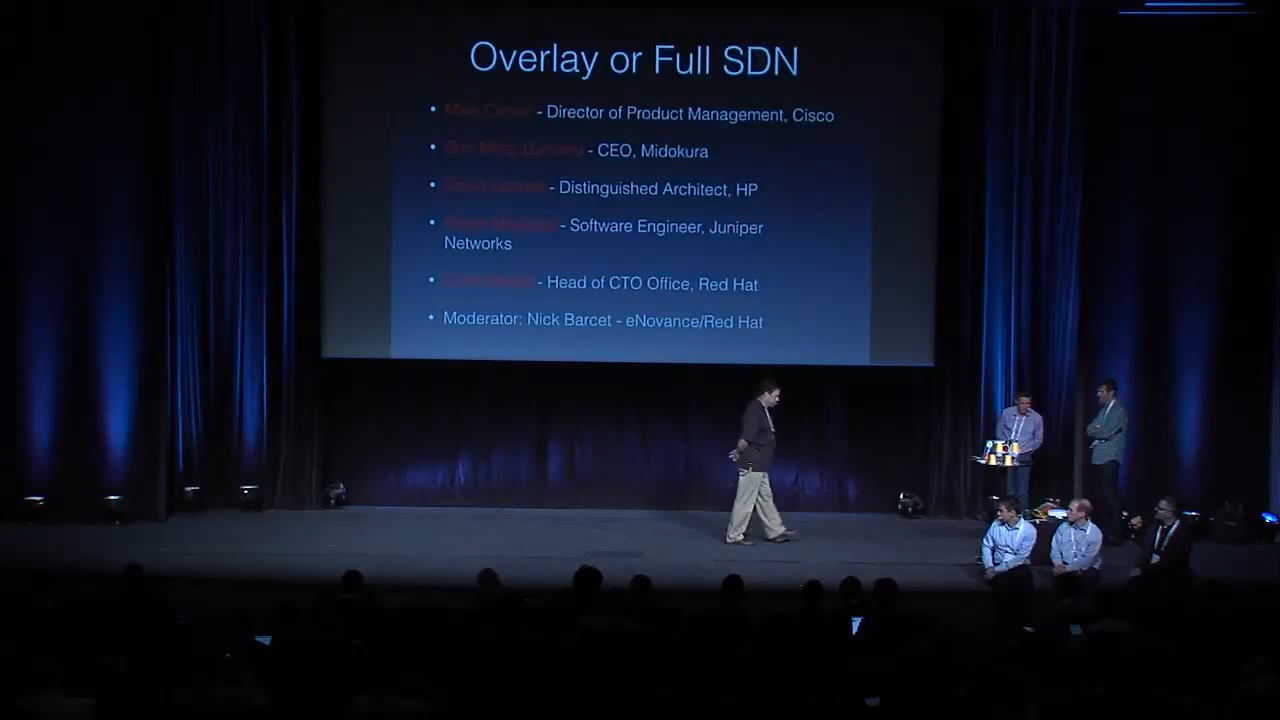 Overlay or Full SDN
• - Director of Product Management, Cisco
• - CEO, Midokura
• - Distinguished Architect, HP
• - Software Engineer, Juniper
Networks
• - Head of CTO Office, Red Hat
• Moderator: Nick Barcet - eNovance/Red Hat